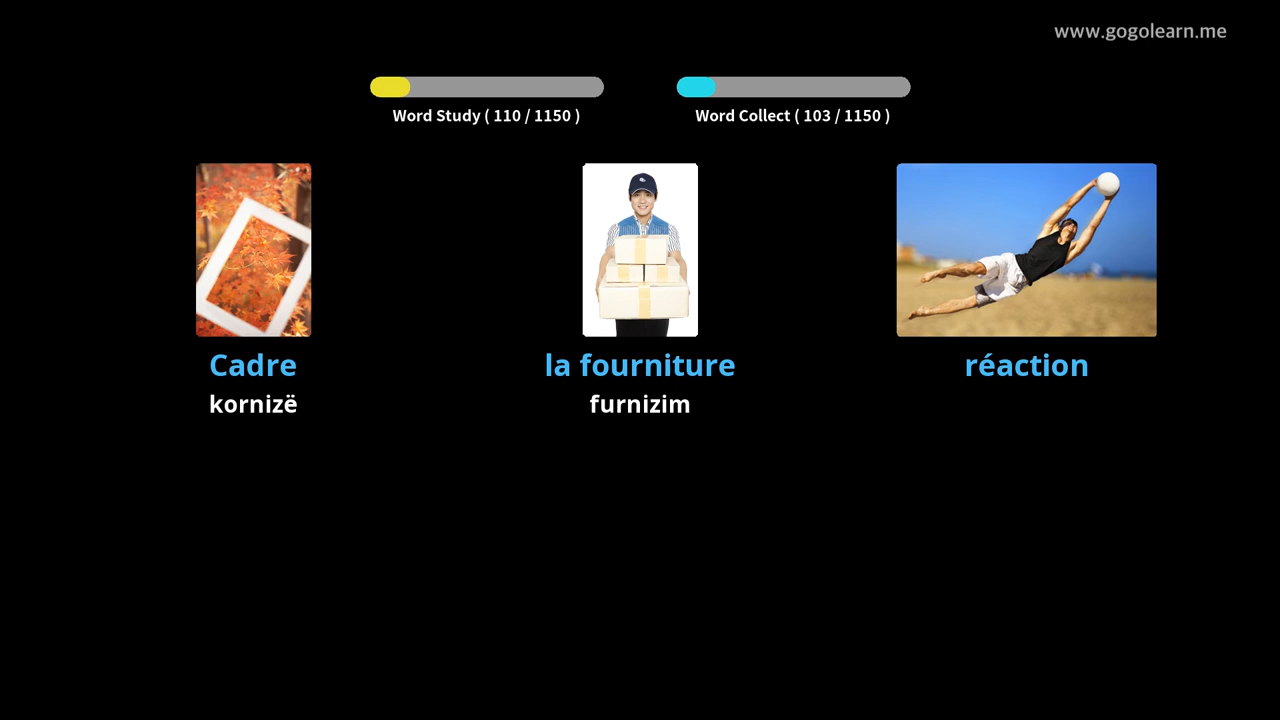 www.gogolearn.me
Word Study ( 110 / 1150 )
Word Collect ( 103 / 1150 )
Cadre
kornizë
la fourniture
furnizim
réaction